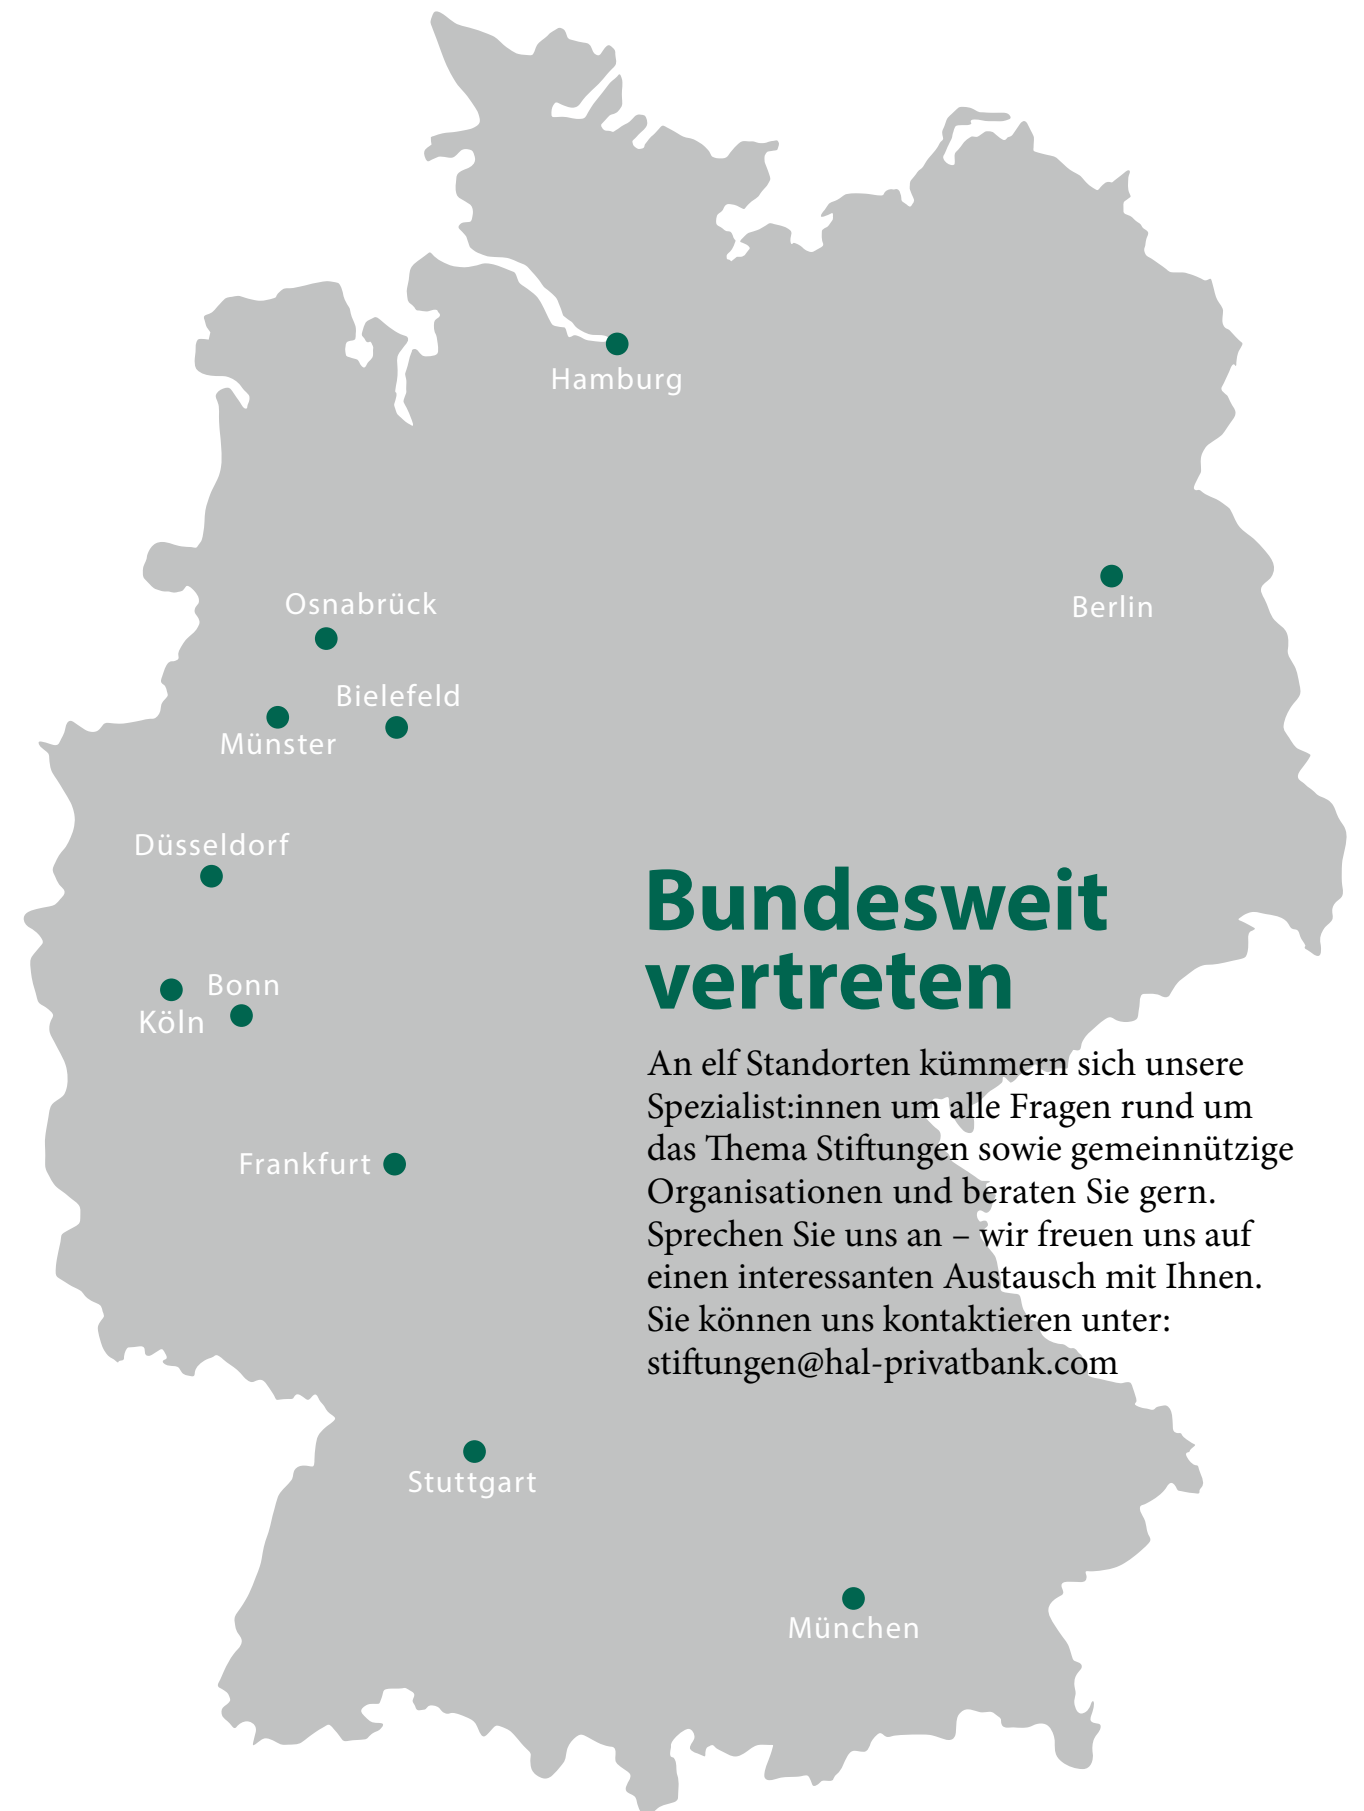 Hamburg
Osnabrück
Berlin
Bielefeld
Münster
Düsseldorf
Bonn
Köln
Frankfurt
Bundesweit
vertreten
An elf Standorten kümmern sich unsere
Spezialist:innen um alle Fragen rund um
das Thema Stiftungen sowie gemeinnützige
Organisationen und beraten Sie gern.
Sprechen Sie uns an – wir freuen uns auf
einen interessanten Austausch mit Ihnen.
Sie können uns kontaktieren unter:
stiftungen@hal-privatbank.com
Stuttgart
München